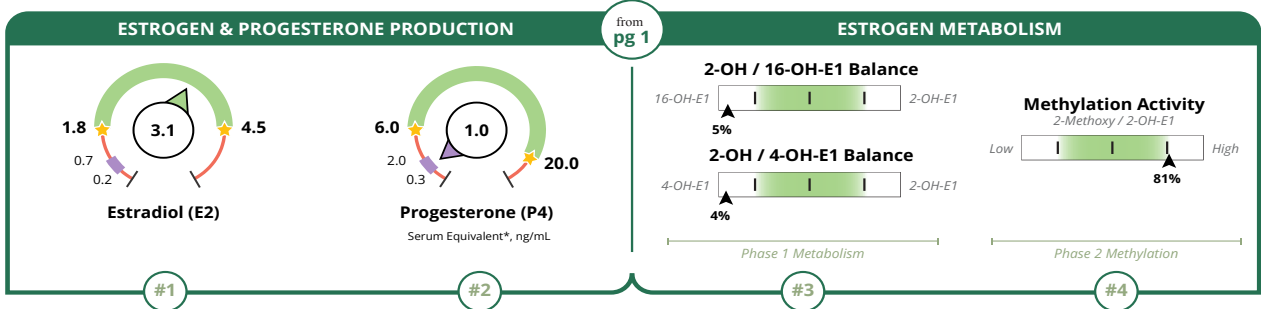 ESTROGEN & PROGESTERONE PRODUCTION
from
pg 1
ESTROGEN METABOLISM
1.8
3.1
4.5
0.7
0.2
Estradiol (E2)
6.0
1.0
20.0
2.0
0.3
Progesterone (P4)
Serum Equivalent*, ng/mL
2-OH / 16-OH-E1 Balance
16-OH-E1
2-OH-E1
5%
2-OH / 4-OH-E1 Balance
4-OH-E1
2-OH-E1
4%
Phase 1 Metabolism
Methylation Activity
2-Methoxy / 2-OH-E1
Low
High
81%
Phase 2 Methylation
#1
#2
#3
#4